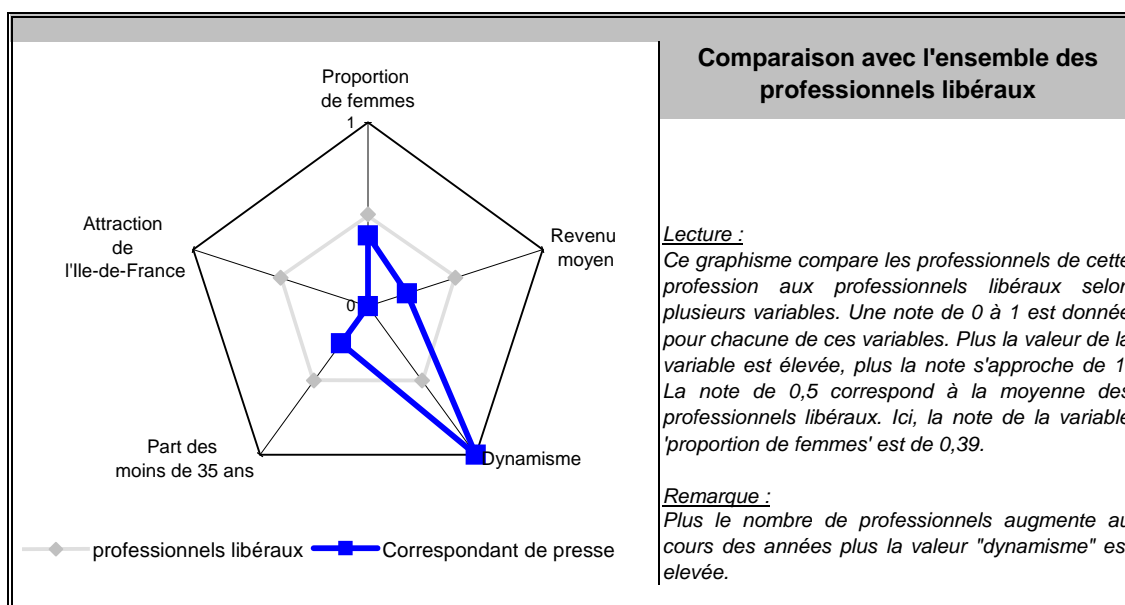 Comparaison avec l'ensemble des
professionnels libéraux
Proportion
de femmes
1
Attraction
de
l'Ile-de-France
Revenu
moyen
0
Part des
moins de 35 ans
Dynamisme
professionnels libéraux
Correspondant de presse
Lecture :
Ce graphisme compare les professionnels de cette
profession aux professionnels libéraux selon
plusieurs variables. Une note de 0 à 1 est donnée
pour chacune de ces variables. Plus la valeur de la
variable est élevée, plus la note s'approche de 1
La note de 0,5 correspond à la moyenne des
professionnels libéraux. Ici, la note de la variable
'proportion de femmes' est de 0,39.
Remarque :
Plus le nombre de professionnels augmente au
cours des années plus la valeur "dynamisme" es
elevée.